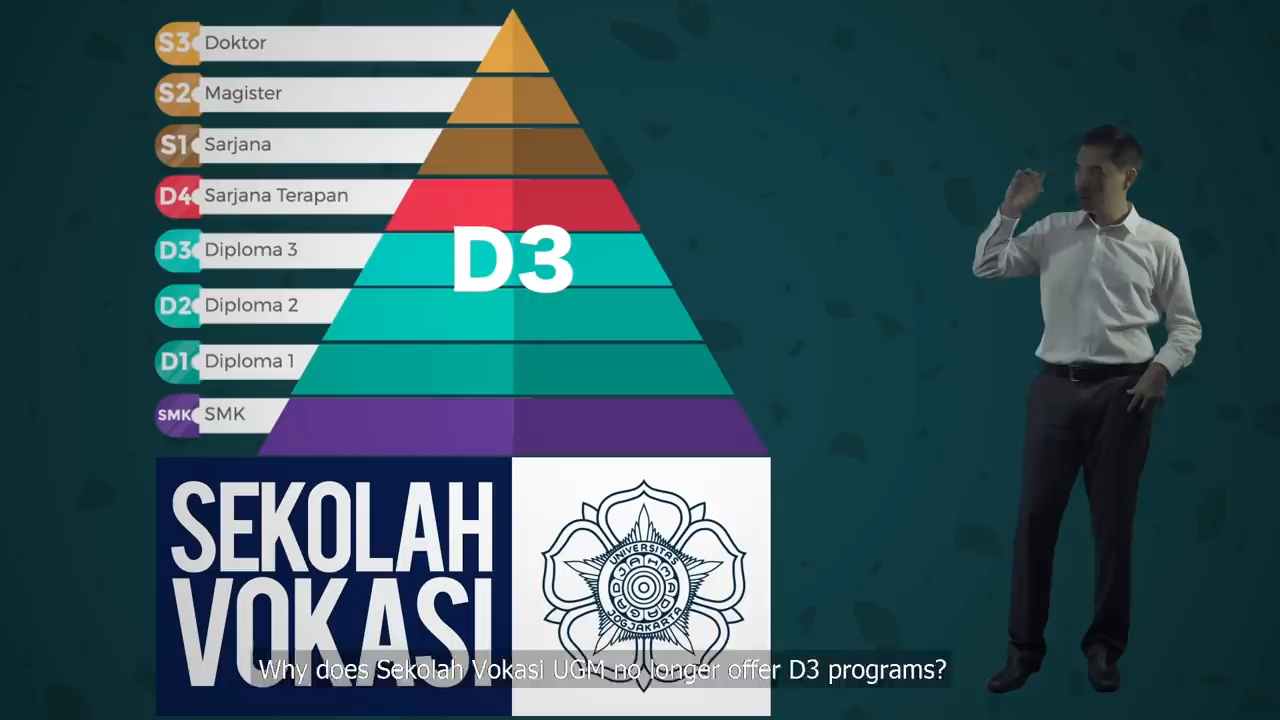 S3 Doktor
S2 Magister
S1 Sarjana
D4 Sarjana Terapan
D3 Diploma 3
D3
D2 Diploma 2
D1 Diploma 1
SMK SMK
SEKOLAH
VOKASI
UNIVERSITAS
GADJAH MADA
JOGJAKARTA
Why does Sekolah Vokasi UGM no longer offer D3 programs?